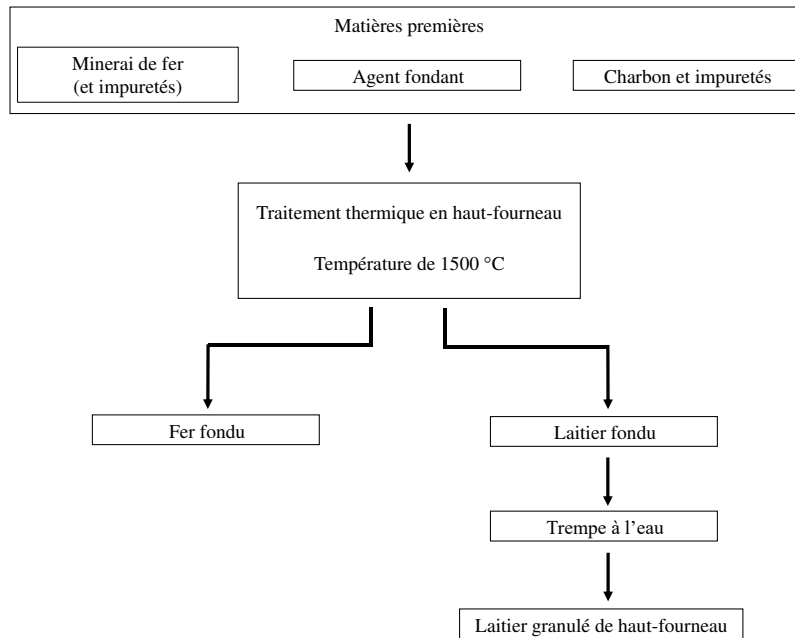 Matières premières
Minerai de fer
(et impuretés)
Agent fondant
Charbon et impuretés
Traitement thermique en haut-fourneau
Température de 1500 °C
Fer fondu
Laitier fondu
Trempe à l’eau
Laitier granulé de haut-fourneau